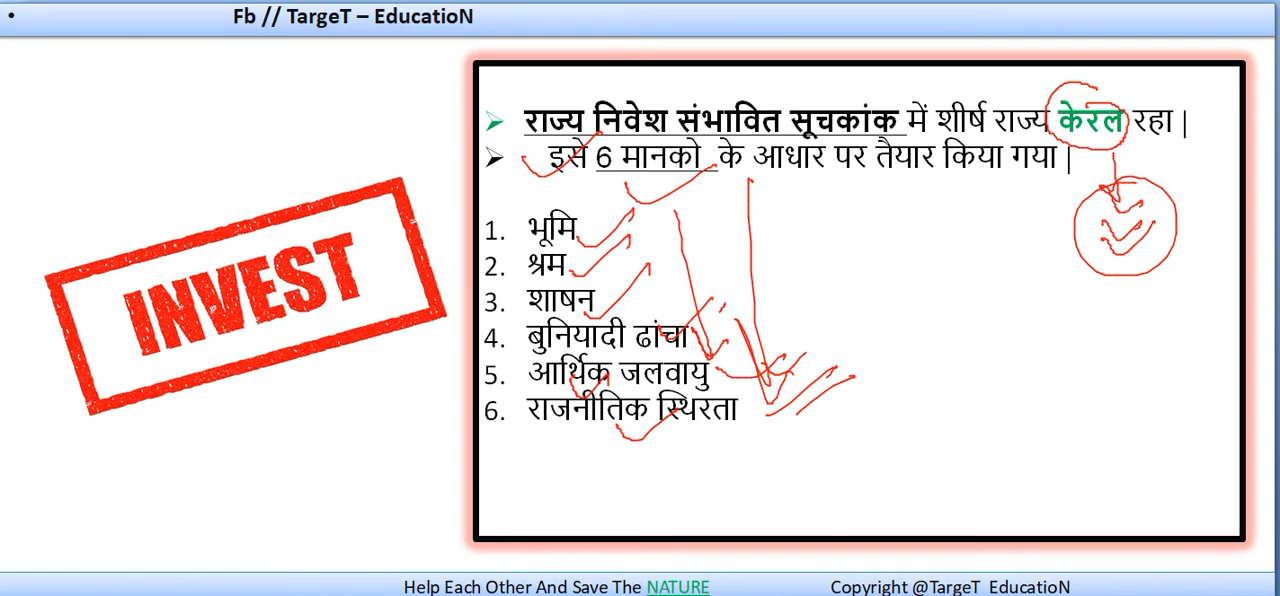 Fb // TargeT – EducatioN
राज्य निवेश संभावित सूचकांक में शीर्ष राज्य केरल रहा |
इसे 6 मानको के आधार पर तैयार किया गया |
1. भूमि
2. श्रम
3. शाषन
4. बुनियादी ढांचा
5. आर्थिक जलवायु
6. राजनीतिक स्थिरता
INVEST
Help Each Other And Save The NATURE
Copyright @TargeT EducatioN